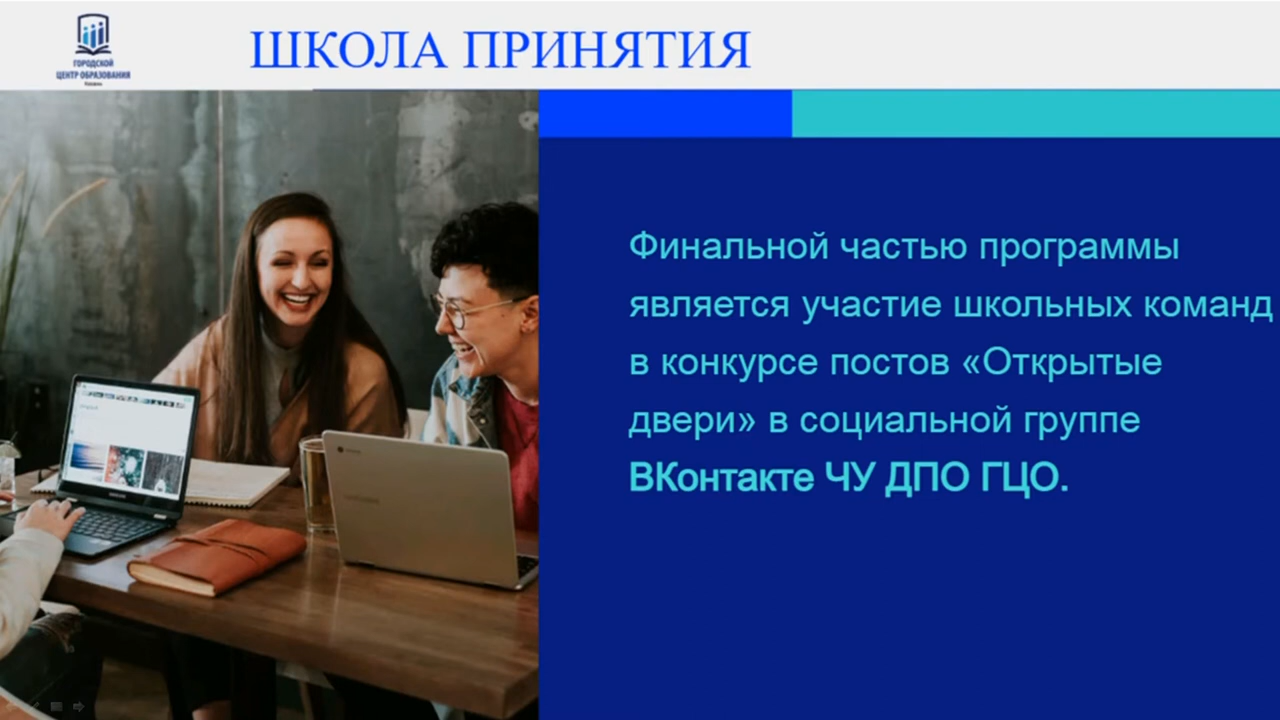 ГОРОДСКОЙ
ЦЕНТР ОБРАЗОВАНИЯ
Казань
ШКОЛА ПРИНЯТИЯ
Финальной частью программы
является участие школьных команд
в конкурсе постов «Открытые
двери» в социальной группе
ВКонтакте ЧУ ДПО ГЦО.